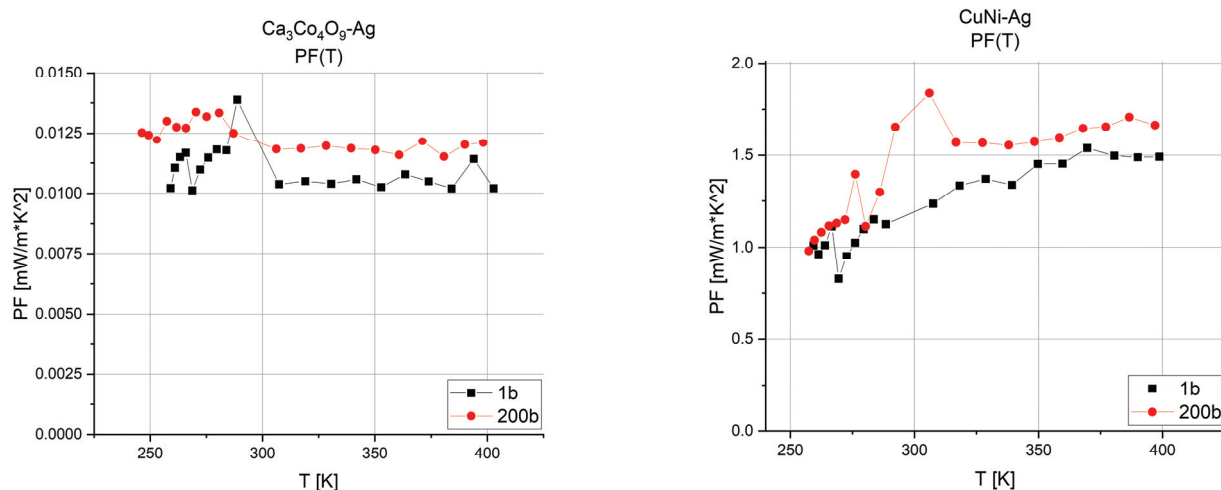 Ca₃Co₄O₉-Ag
PF(T)
PF [mW/m*K^2]
0.0150
0.0125
0.0100
0.0075
0.0050
0.0025
0.0000
250
300
350
400
T [K]
1b
200b
CuNi-Ag
PF(T)
PF [mW/m*K^2]
2.0
1.5
1.0
0.5
0.0
250
300
350
400
T [K]
1b
200b